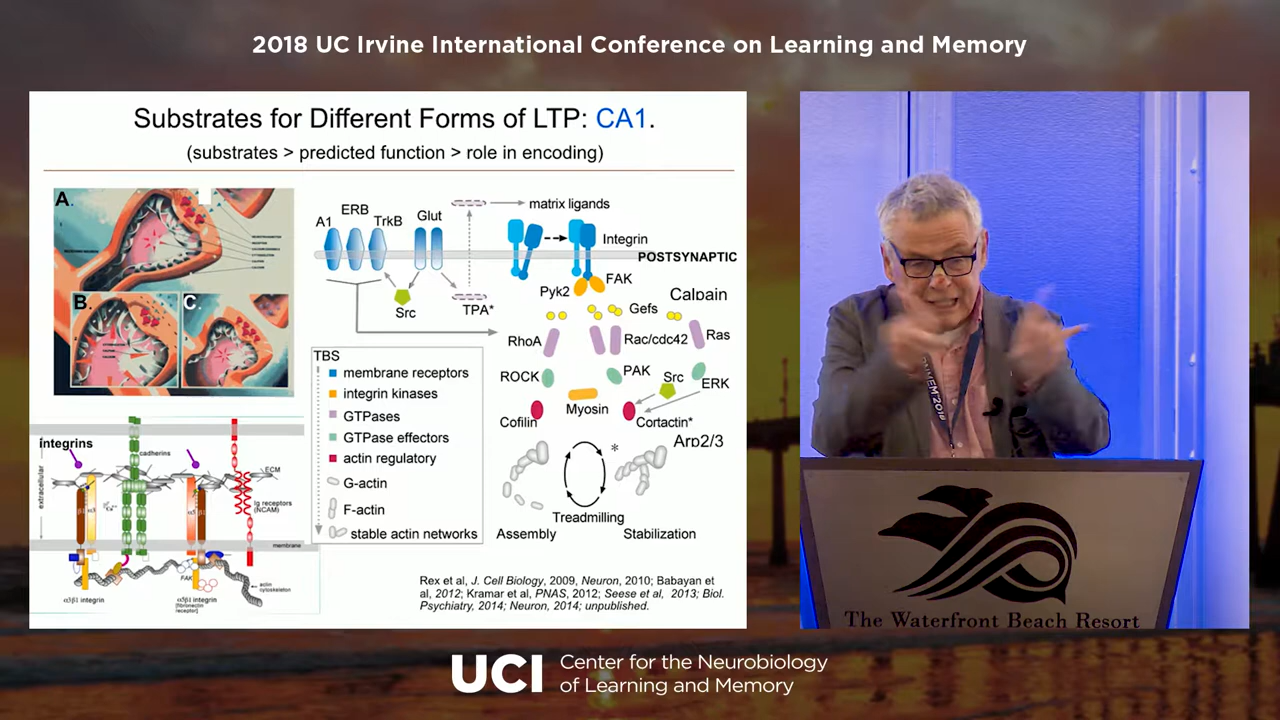 2018 UC Irvine International Conference on Learning and Memory
Substrates for Different Forms of LTP: CA1.
(substrates > predicted function > role in encoding)
A.
B.
C.
A1
ERB
TrkB
Glut
matrix ligands
Integrin
POSTSYNAPTIC
FAK
Pyk2
Src
TPA*
Gefs
Calpain
RhoA
Rac/cdc42
Ras
ROCK
PAK
Src
ERK
Myosin
Cofilin
Cortactin*
Arp2/3
*
Treadmilling
Assembly
Stabilization
TBS
membrane receptors
integrin kinases
GTPases
GTPase effectors
actin regulatory
G-actin
F-actin
stable actin networks
integrins
cadherins
ECM
extracellular
Ig receptors
(NCAM)
membrane
FAK
actin
cytoskeleton
α3β1 integrin
α5β1 integrin
[fibronectin
receptor]
Rex et al, J. Cell Biology, 2009, Neuron, 2010; Babayan et
al, 2012; Kramar et al, PNAS, 2012; Seese et al, 2013; Biol.
Psychiatry, 2014; Neuron, 2014; unpublished.
The Waterfront Beach Resort
UCI
Center for the Neurobiology
of Learning and Memory